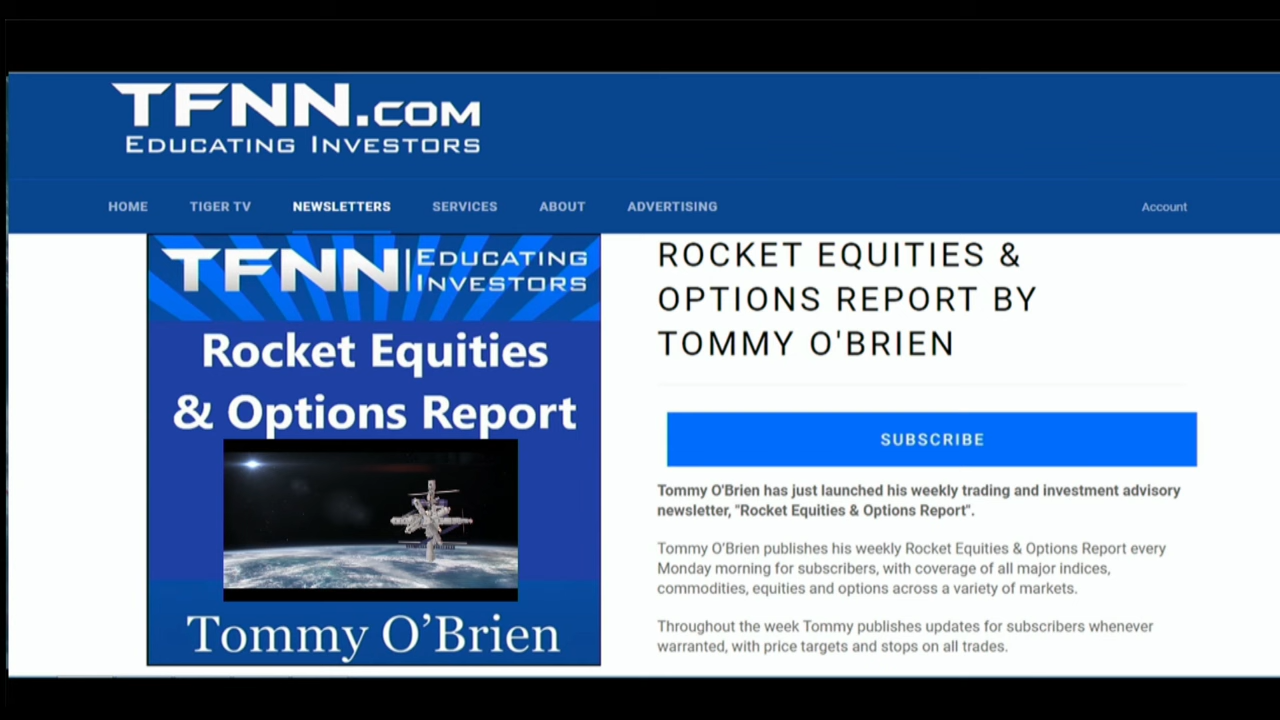 TFNN.COM
EDUCATING INVESTORS
HOME TIGER TV NEWSLETTERS SERVICES ABOUT ADVERTISING Account
TFNN EDUCATING
INVESTORS
Rocket Equities
& Options Report
Tommy O’Brien
ROCKET EQUITIES &
OPTIONS REPORT BY
TOMMY O'BRIEN
SUBSCRIBE
Tommy O'Brien has just launched his weekly trading and investment advisory
newsletter, "Rocket Equities & Options Report".
Tommy O’Brien publishes his weekly Rocket Equities & Options Report every
Monday morning for subscribers, with coverage of all major indices,
commodities, equities and options across a variety of markets.
Throughout the week Tommy publishes updates for subscribers whenever
warranted, with price targets and stops on all trades.